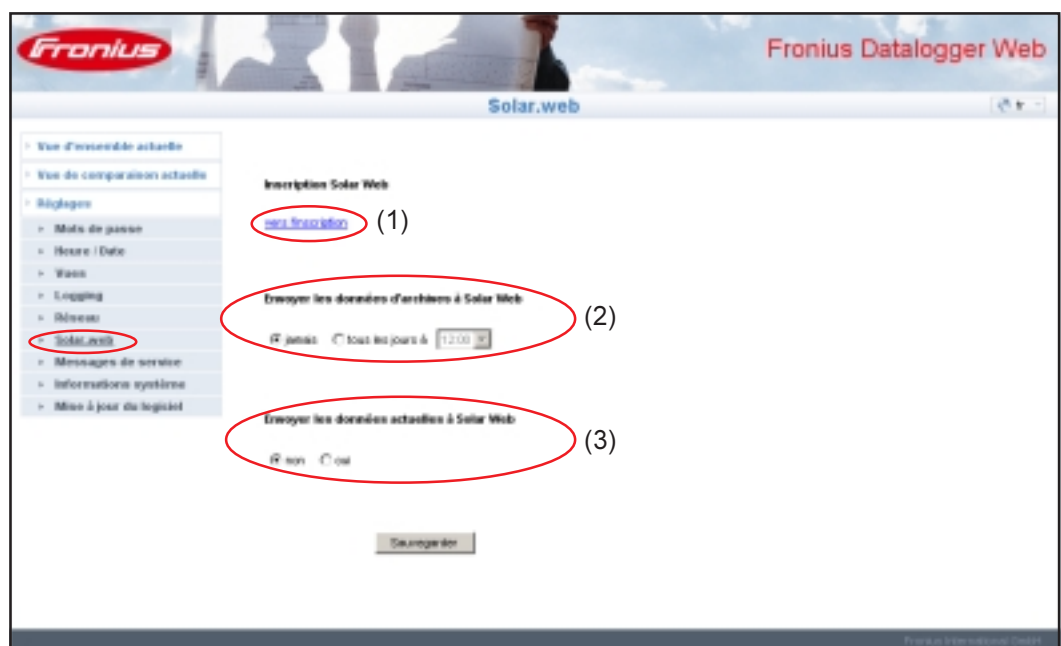 Fronius
Fronius Datalogger Web
Solar.web
fr
Vue d'ensemble actuelle
Vue de comparaison actuelle
Réglages
Mots de passe
Heure / Date
Vues
Logging
Réseau
Solar.web
Messages de service
Informations système
Mise à jour du logiciel
Inscription Solar Web
vers l'inscription
(1)
Envoyer les données d'archives à Solar Web
(2)
jamais tous les jours à 12:00
Envoyer les données actuelles à Solar Web
(3)
non oui
Sauvegarder
Fronius International GmbH